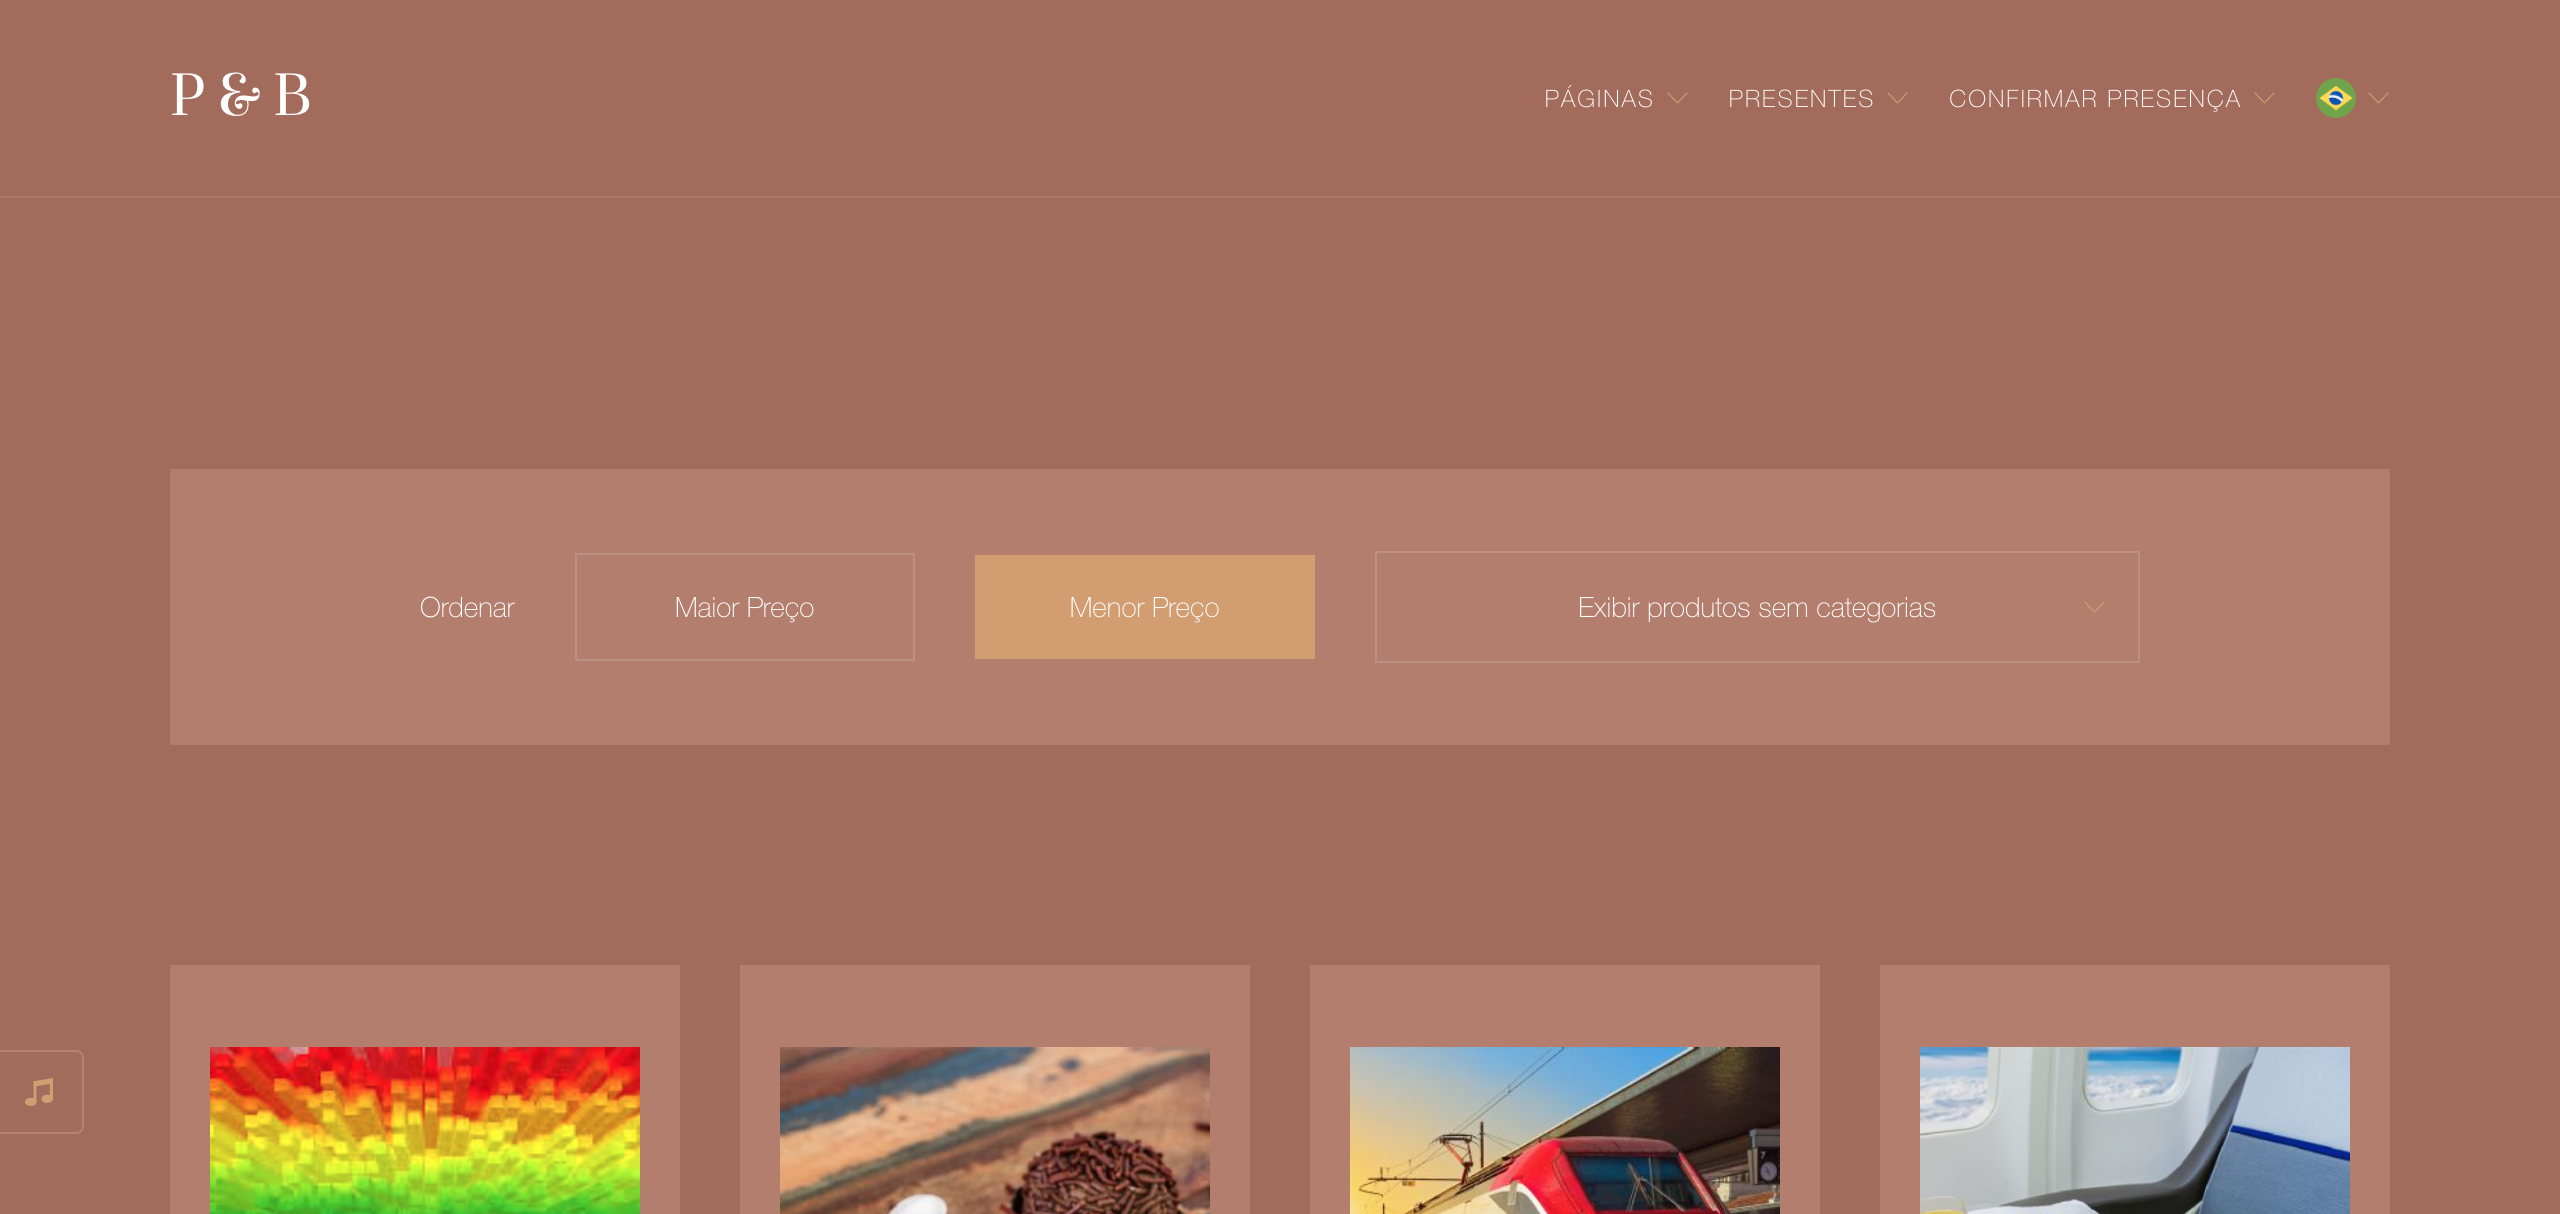 P & B
PÁGINAS
PRESENTES
CONFIRMAR PRESENÇA
Ordenar
Maior Preço
Menor Preço
Exibir produtos sem categorias